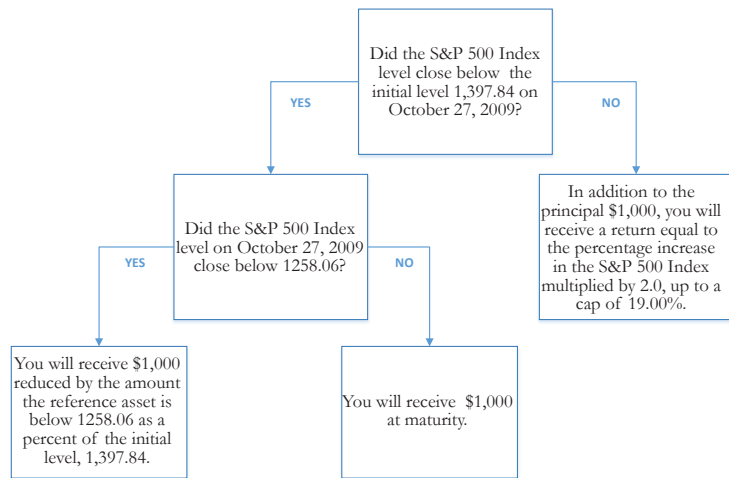 Did the S&P 500 Index
level close below the
initial level 1,397.84 on
October 27, 2009?
YES
NO
Did the S&P 500 Index
level on October 27, 2009
close below 1258.06?
In addition to the
principal $1,000, you will
receive a return equal to
the percentage increase
in the S&P 500 Index
multiplied by 2.0, up to a
cap of 19.00%.
YES
NO
You will receive $1,000
reduced by the amount
the reference asset is
below 1258.06 as a
percent of the initial
level, 1,397.84.
You will receive $1,000
at maturity.